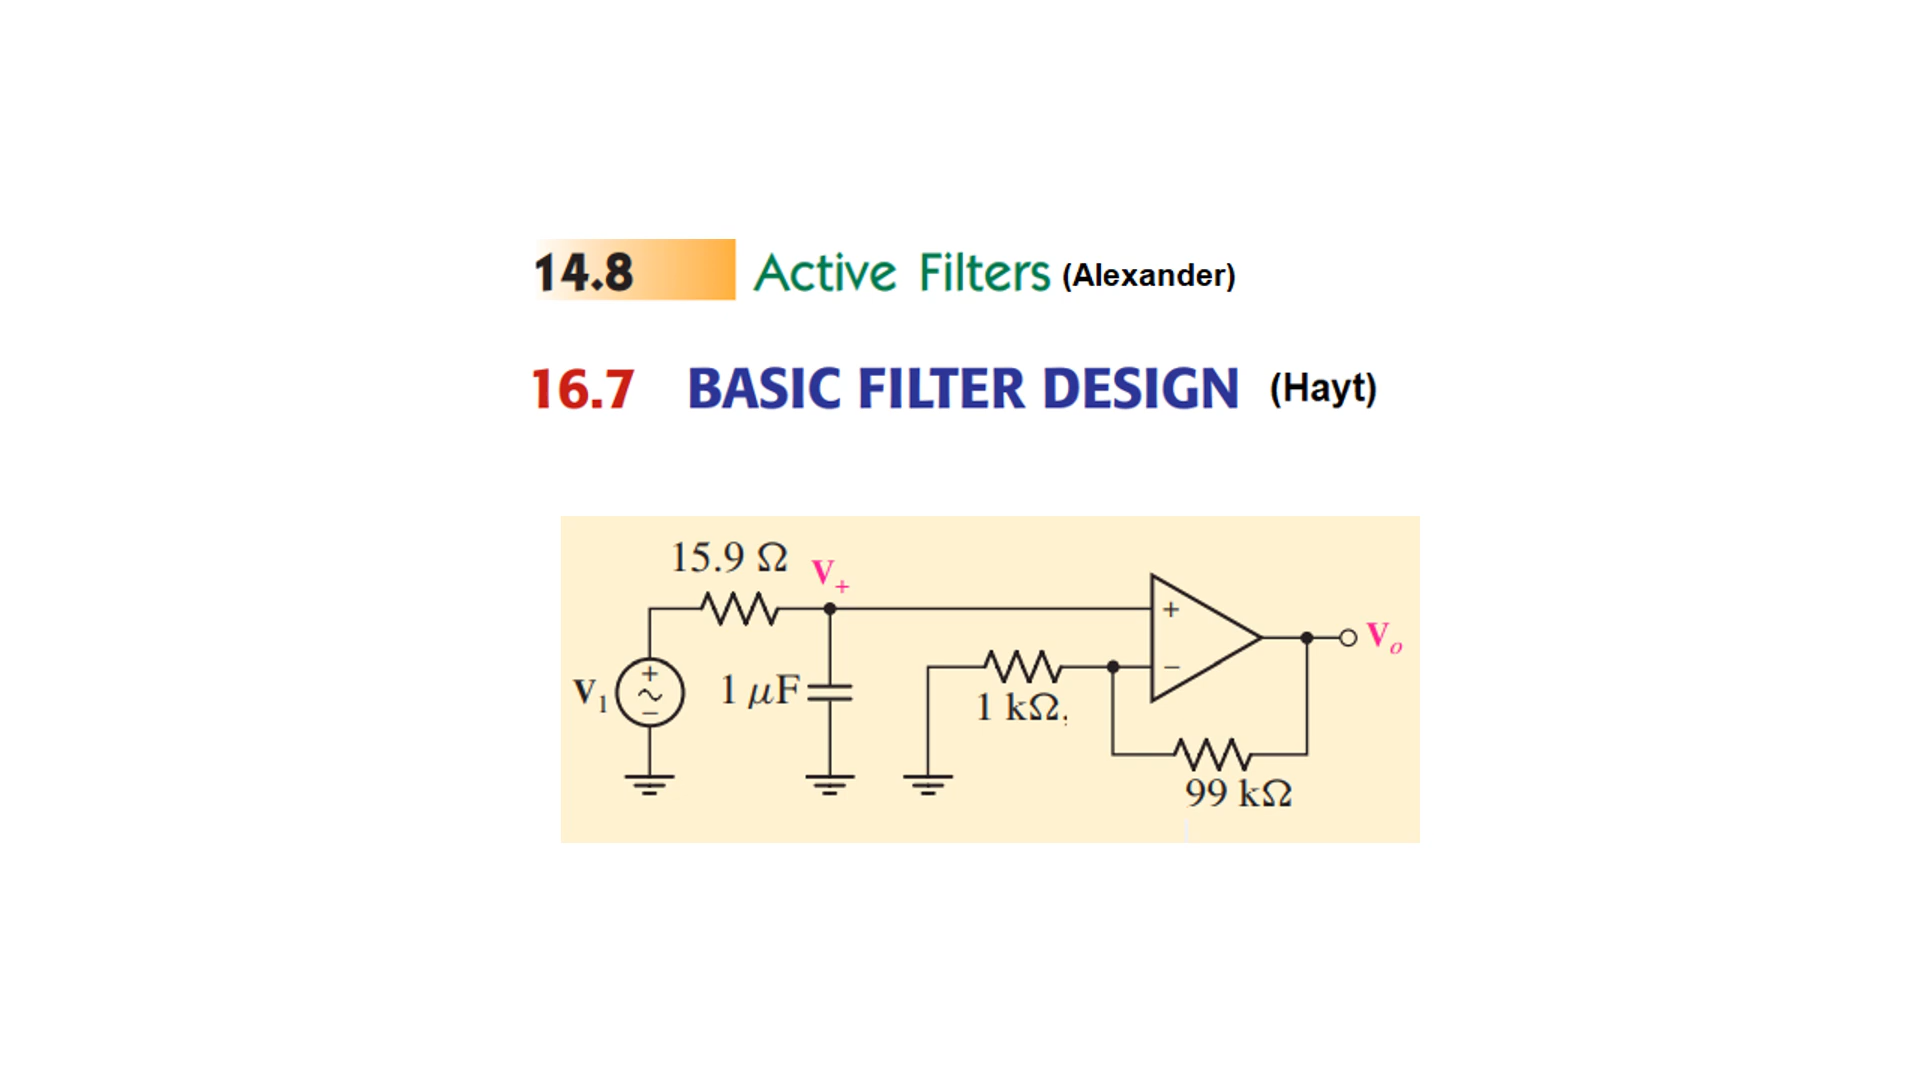 14.8 Active Filters (Alexander)
16.7 BASIC FILTER DESIGN (Hayt)
15.9 Ω
V+
+
Vo
V1
+
−
1 μF
−
1 kΩ
99 kΩ